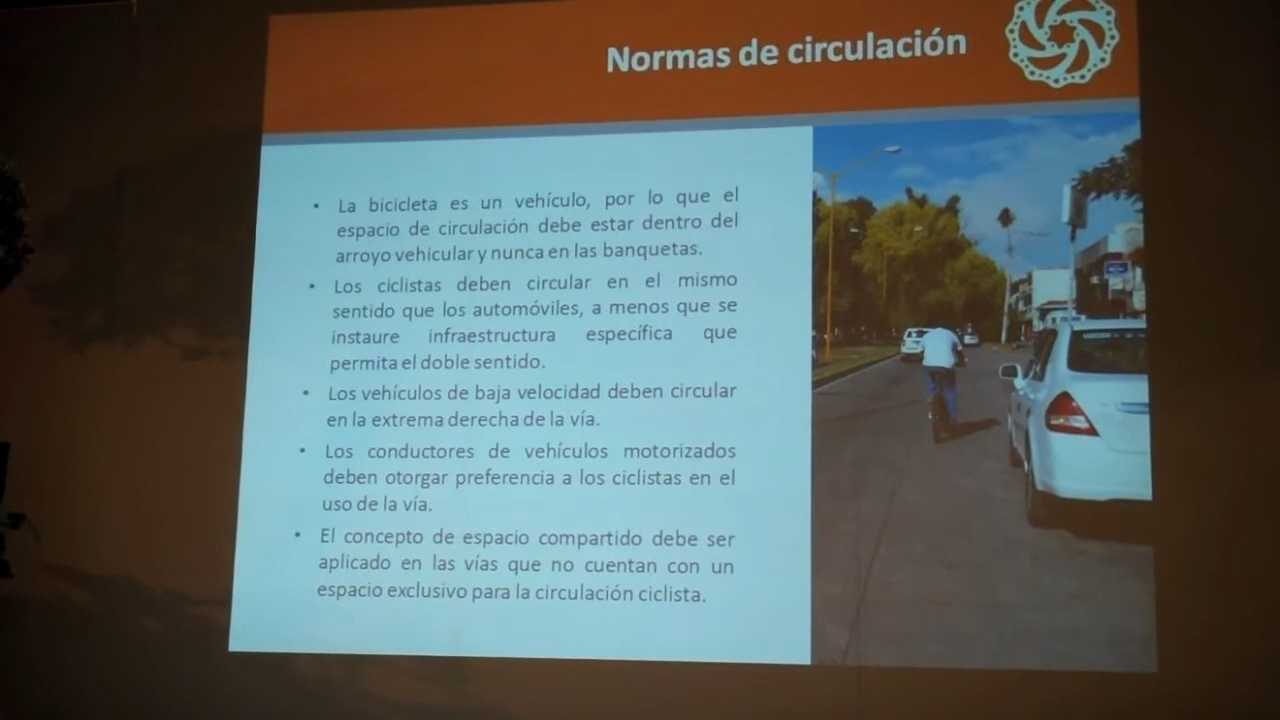 Normas de circulación
• La bicicleta es un vehículo, por lo que el
espacio de circulación debe estar dentro del
arroyo vehicular y nunca en las banquetas.
• Los ciclistas deben circular en el mismo
sentido que los automóviles, a menos que se
instaure infraestructura específica que
permita el doble sentido.
• Los vehículos de baja velocidad deben circular
en la extrema derecha de la vía.
• Los conductores de vehículos motorizados
deben otorgar preferencia a los ciclistas en el
uso de la vía.
• El concepto de espacio compartido debe ser
aplicado en las vías que no cuentan con un
espacio exclusivo para la circulación ciclista.